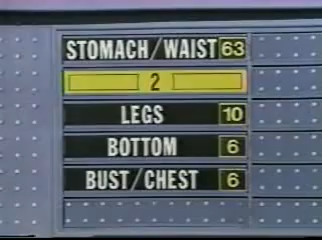 STOMACH/WAIST 63
2
LEGS 10
BOTTOM 6
BUST/CHEST 6